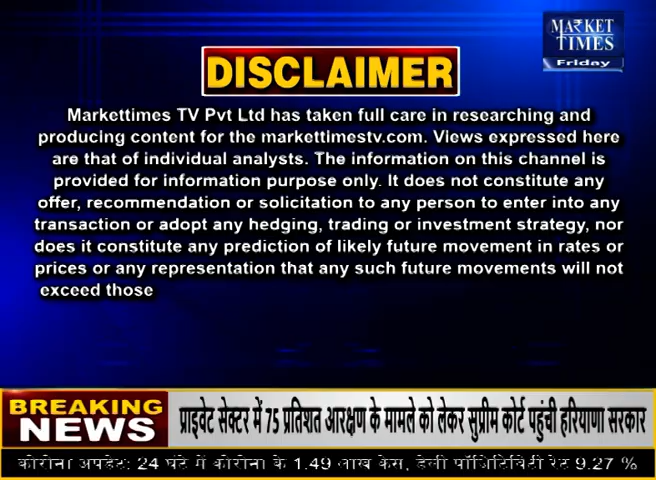 MARKET
TIMES
Friday
DISCLAIMER
Markettimes TV Pvt Ltd has taken full care in researching and
producing content for the markettimestv.com. Views expressed here
are that of individual analysts. The information on this channel is
provided for information purpose only. It does not constitute any
offer, recommendation or solicitation to any person to enter into any
transaction or adopt any hedging, trading or investment strategy, nor
does it constitute any prediction of likely future movement in rates or
prices or any representation that any such future movements will not
exceed those
BREAKING
NEWS
प्राइवेट सेक्टर में 75 प्रतिशत आरक्षण के मामले को लेकर सुप्रीम कोर्ट पहुंची हरियाणा सरकार
कोरोना अपडेट: 24 घंटे में कोरोना के 1.49 लाख केस, डेली पॉजिटिविटी रेट 9.27 %